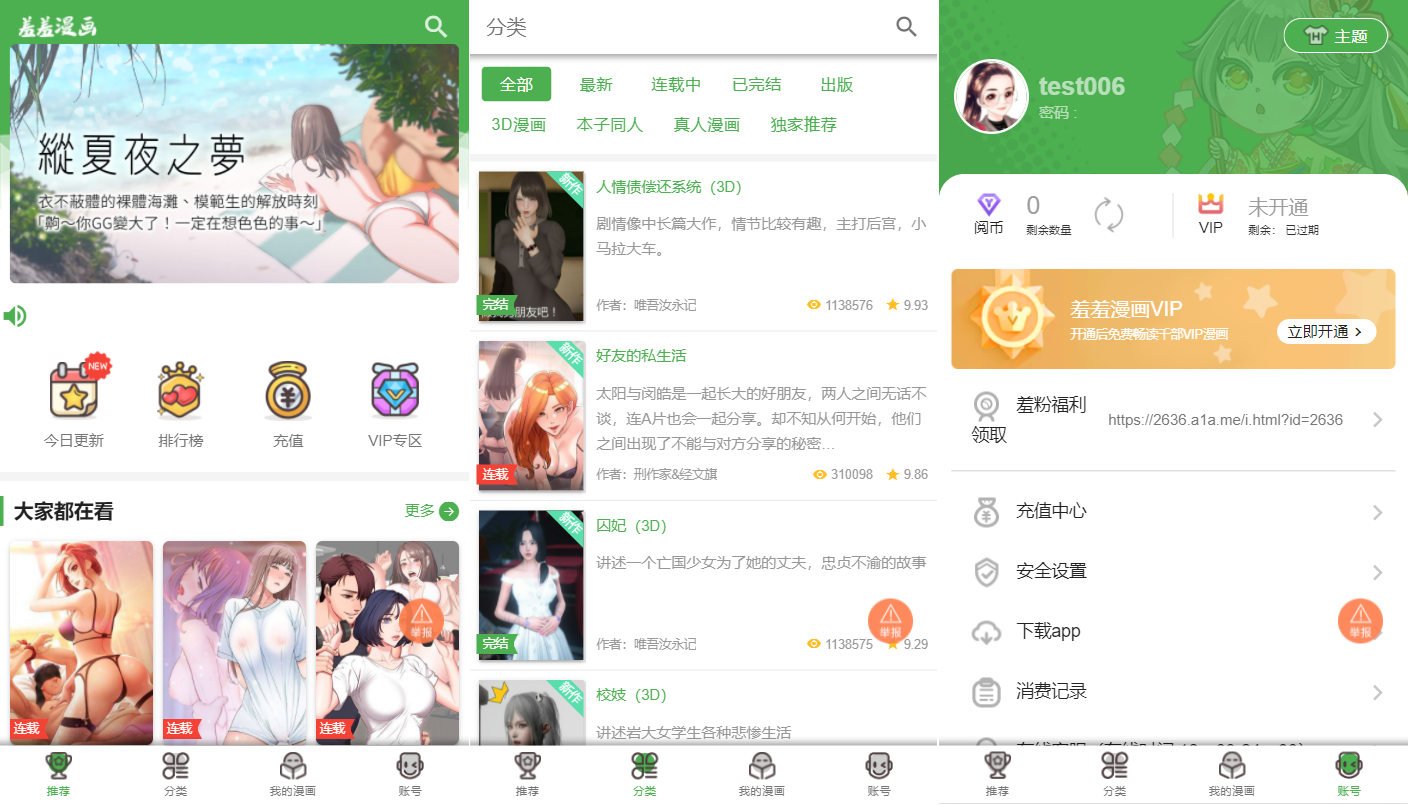 羞羞漫画
縱夏夜之夢
衣不蔽體的裸體海灘、模範生的解放時刻
「齁～你GG變大了！一定在想色色的事～」
NEW
今日更新
排行榜
充值
VIP专区
大家都在看
更多
连载
连载
连载
举报
推荐
分类
我的漫画
账号
分类
全部
最新
连载中
已完结
出版
3D漫画
本子同人
真人漫画
独家推荐
新作
完结
人情债偿还系统（3D）
剧情像中长篇大作，情节比较有趣，主打后宫，小
马拉大车。
作者：唯吾汝永记
1138576
9.93
新作
连载
好友的私生活
太阳与闵皓是一起长大的好朋友，两人之间无话不
谈，连A片也会一起分享。却不知从何开始，他们
之间出现了不能与对方分享的秘密…
作者：刑作家&经文旗
310098
9.86
新作
完结
囚妃（3D）
讲述一个亡国少女为了她的丈夫，忠贞不渝的故事
作者：唯吾汝永记
1138575
9.29
举报
新作
校妓（3D）
讲述岩大女学生各种悲惨生活
推荐
分类
我的漫画
账号
主题
test006
密码 :
阅币
0
剩余数量
VIP
未开通
剩余： 已过期
羞羞漫画VIP
开通后免费畅读千部VIP漫画
立即开通
羞粉福利
领取
https://2636.a1a.me/i.html?id=2636
充值中心
安全设置
下载app
举报
消费记录
推荐
分类
我的漫画
账号